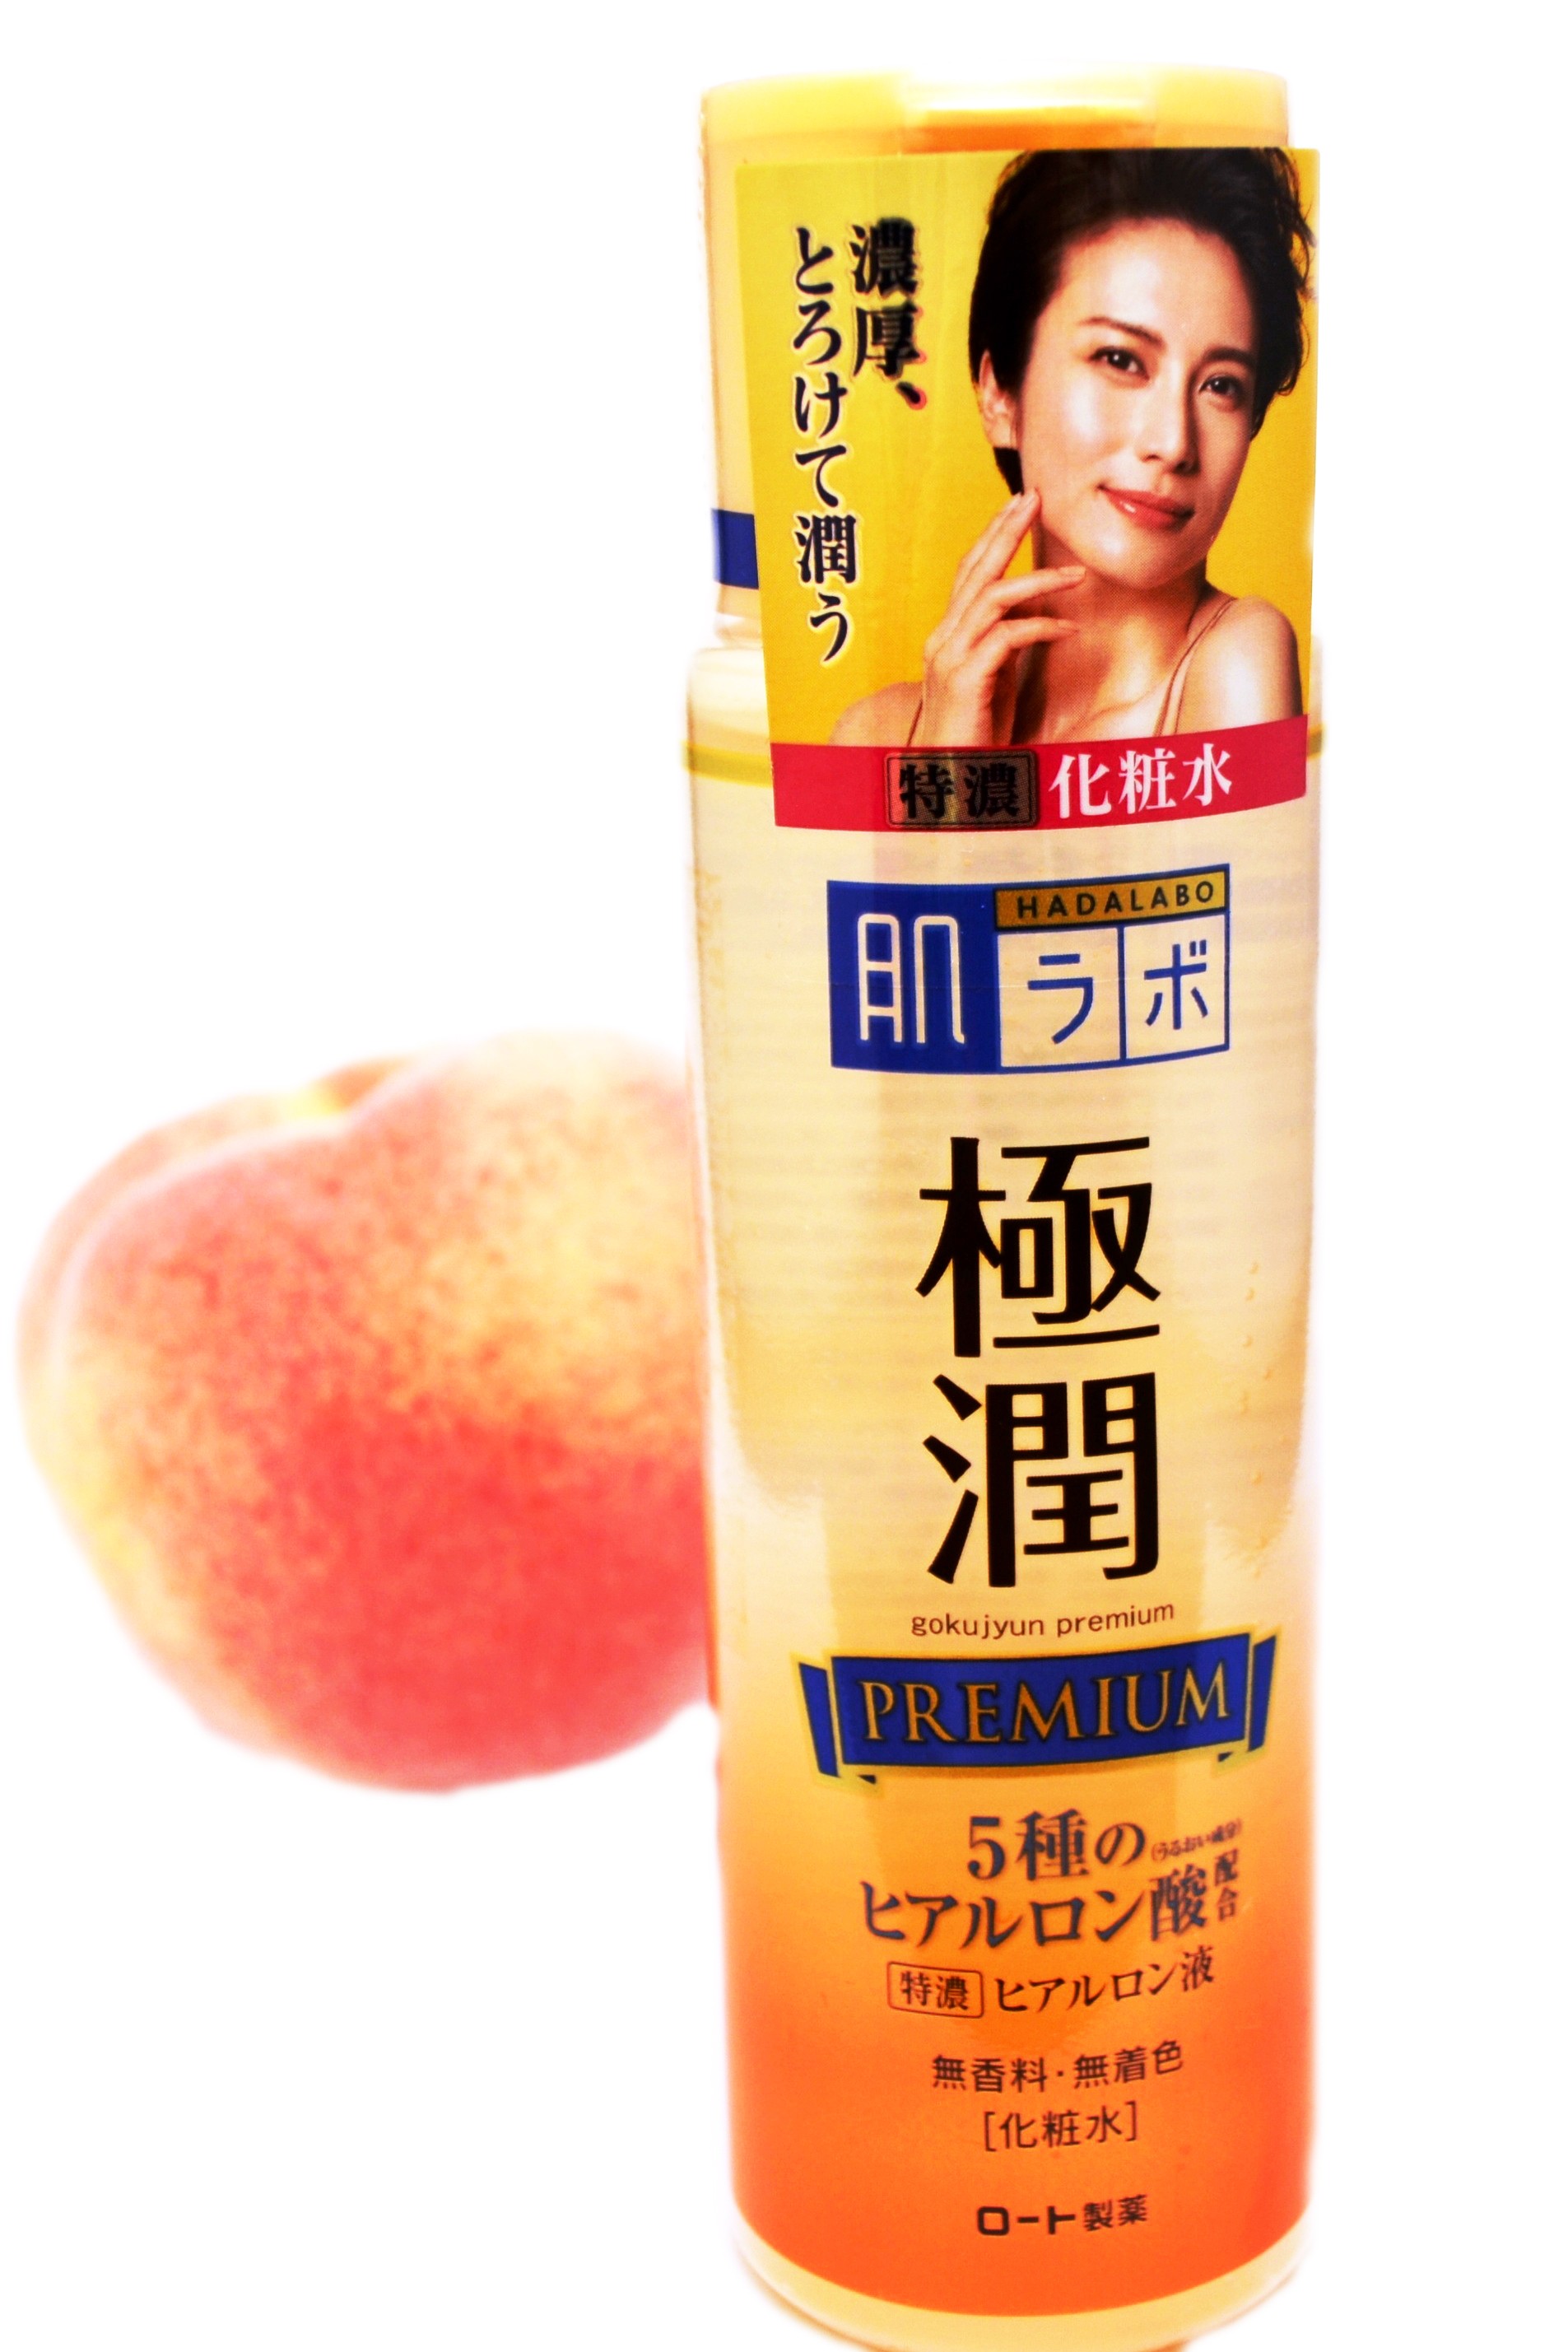 濃厚、
とろけて潤う
特濃 化粧水
HADALABO
肌ラボ
極潤
gokujyun premium
PREMIUM
5種の(うるおい成分)
ヒアルロン酸配合
特濃 ヒアルロン液
無香料・無着色
[化粧水]
ロート製薬